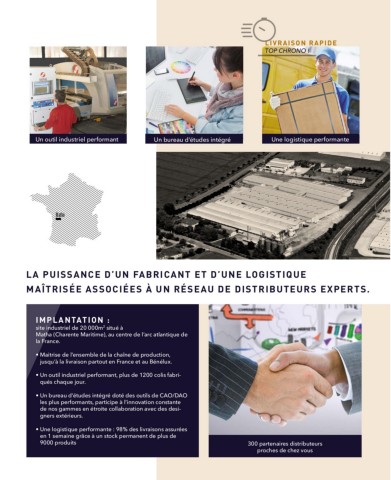 LIVRAISON RAPIDE
TOP CHRONO !
Un outil industriel performant
Un bureau d'études intégré
Une logistique performante
Matha
LA PUISSANCE D'UN FABRICANT ET D'UNE LOGISTIQUE
MAÎTRISÉE ASSOCIÉES À UN RÉSEAU DE DISTRIBUTEURS EXPERTS.
IMPLANTATION :
site industriel de 20 000m² situé à
Matha (Charente Maritime), au centre de l'arc atlantique de
la France.
• Maitrise de l'ensemble de la chaîne de production,
jusqu'à la livraison partout en France et au Bénélux.
• Un outil industriel performant, plus de 1200 colis fabri-
qués chaque jour.
• Un bureau d'études intégré doté des outils de CAO/DAO
les plus performants, participe à l'innovation constante
de nos gammes en étroite collaboration avec des desi-
gners extérieurs.
• Une logistique performante : 98% des livraisons assurées
en 1 semaine grâce à un stock permanent de plus de
9000 produits
300 partenaires distributeurs
proches de chez vous